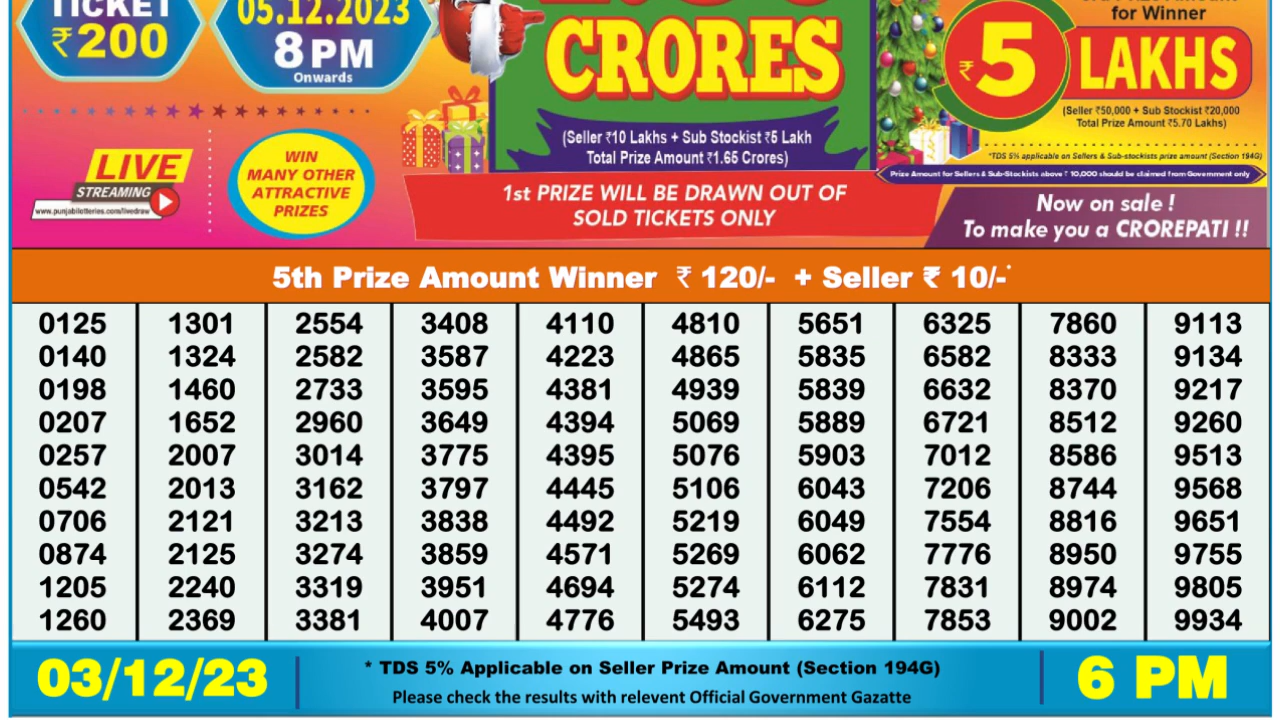 TICKET
₹200
05.12.2023
8 PM
Onwards
CRORES
(Seller ₹10 Lakhs + Sub Stockist ₹5 Lakh
Total Prize Amount ₹1.65 Crores)
for Winner
₹5 LAKHS
(Seller ₹50,000 + Sub Stockist ₹20,000
Total Prize Amount ₹5.70 Lakhs)
*TDS 5% applicable on Sellers & Sub-stockists prize amount (Section 194G)
Prize Amount for Sellers & Sub-Stockists above ₹ 10,000 should be claimed from Government only
LIVE
STREAMING
www.punjablotteries.com/livedraw
WIN
MANY OTHER
ATTRACTIVE
PRIZES
1st PRIZE WILL BE DRAWN OUT OF
SOLD TICKETS ONLY
Now on sale !
To make you a CROREPATI !!
5th Prize Amount Winner ₹ 120/- + Seller ₹ 10/-*
0125 1301 2554 3408 4110 4810 5651 6325 7860 9113
0140 1324 2582 3587 4223 4865 5835 6582 8333 9134
0198 1460 2733 3595 4381 4939 5839 6632 8370 9217
0207 1652 2960 3649 4394 5069 5889 6721 8512 9260
0257 2007 3014 3775 4395 5076 5903 7012 8586 9513
0542 2013 3162 3797 4445 5106 6043 7206 8744 9568
0706 2121 3213 3838 4492 5219 6049 7554 8816 9651
0874 2125 3274 3859 4571 5269 6062 7776 8950 9755
1205 2240 3319 3951 4694 5274 6112 7831 8974 9805
1260 2369 3381 4007 4776 5493 6275 7853 9002 9934
03/12/23
* TDS 5% Applicable on Seller Prize Amount (Section 194G)
Please check the results with relevent Official Government Gazatte
6 PM